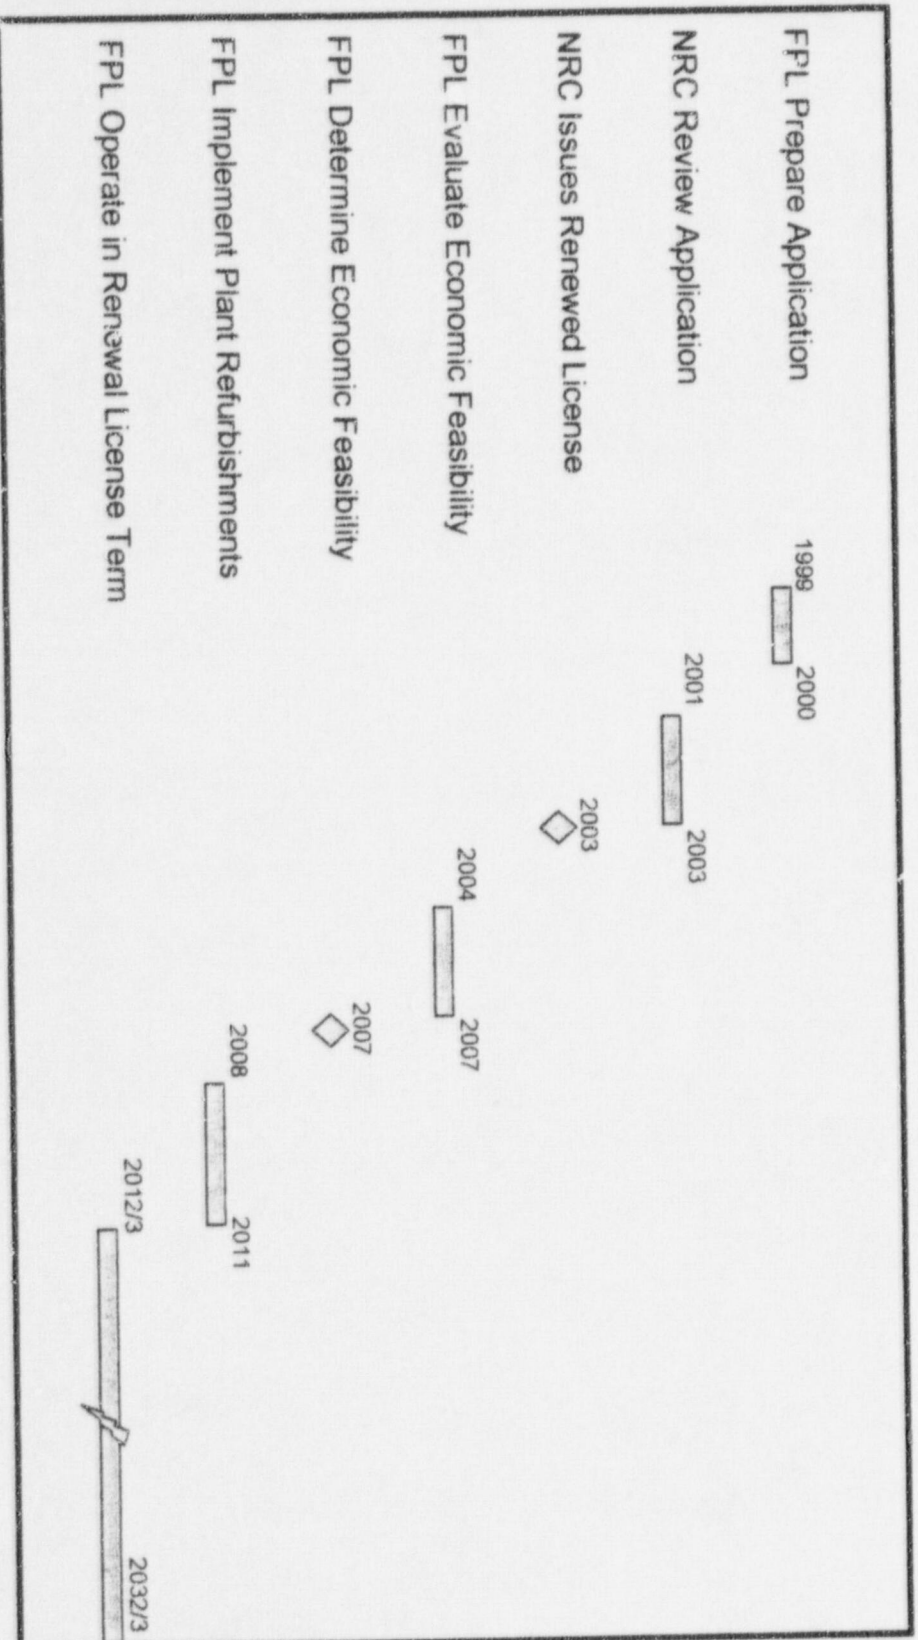 FPL Prepare Application 1999 2000
NRC Review Application 2001 2003
NRC Issues Renewed License 2003
FPL Evaluate Economic Feasibility 2004 2007
FPL Determine Economic Feasibility 2007
FPL Implement Plant Refurbishments 2008 2011
FPL Operate in Renewal License Term 2012/3 2032/3